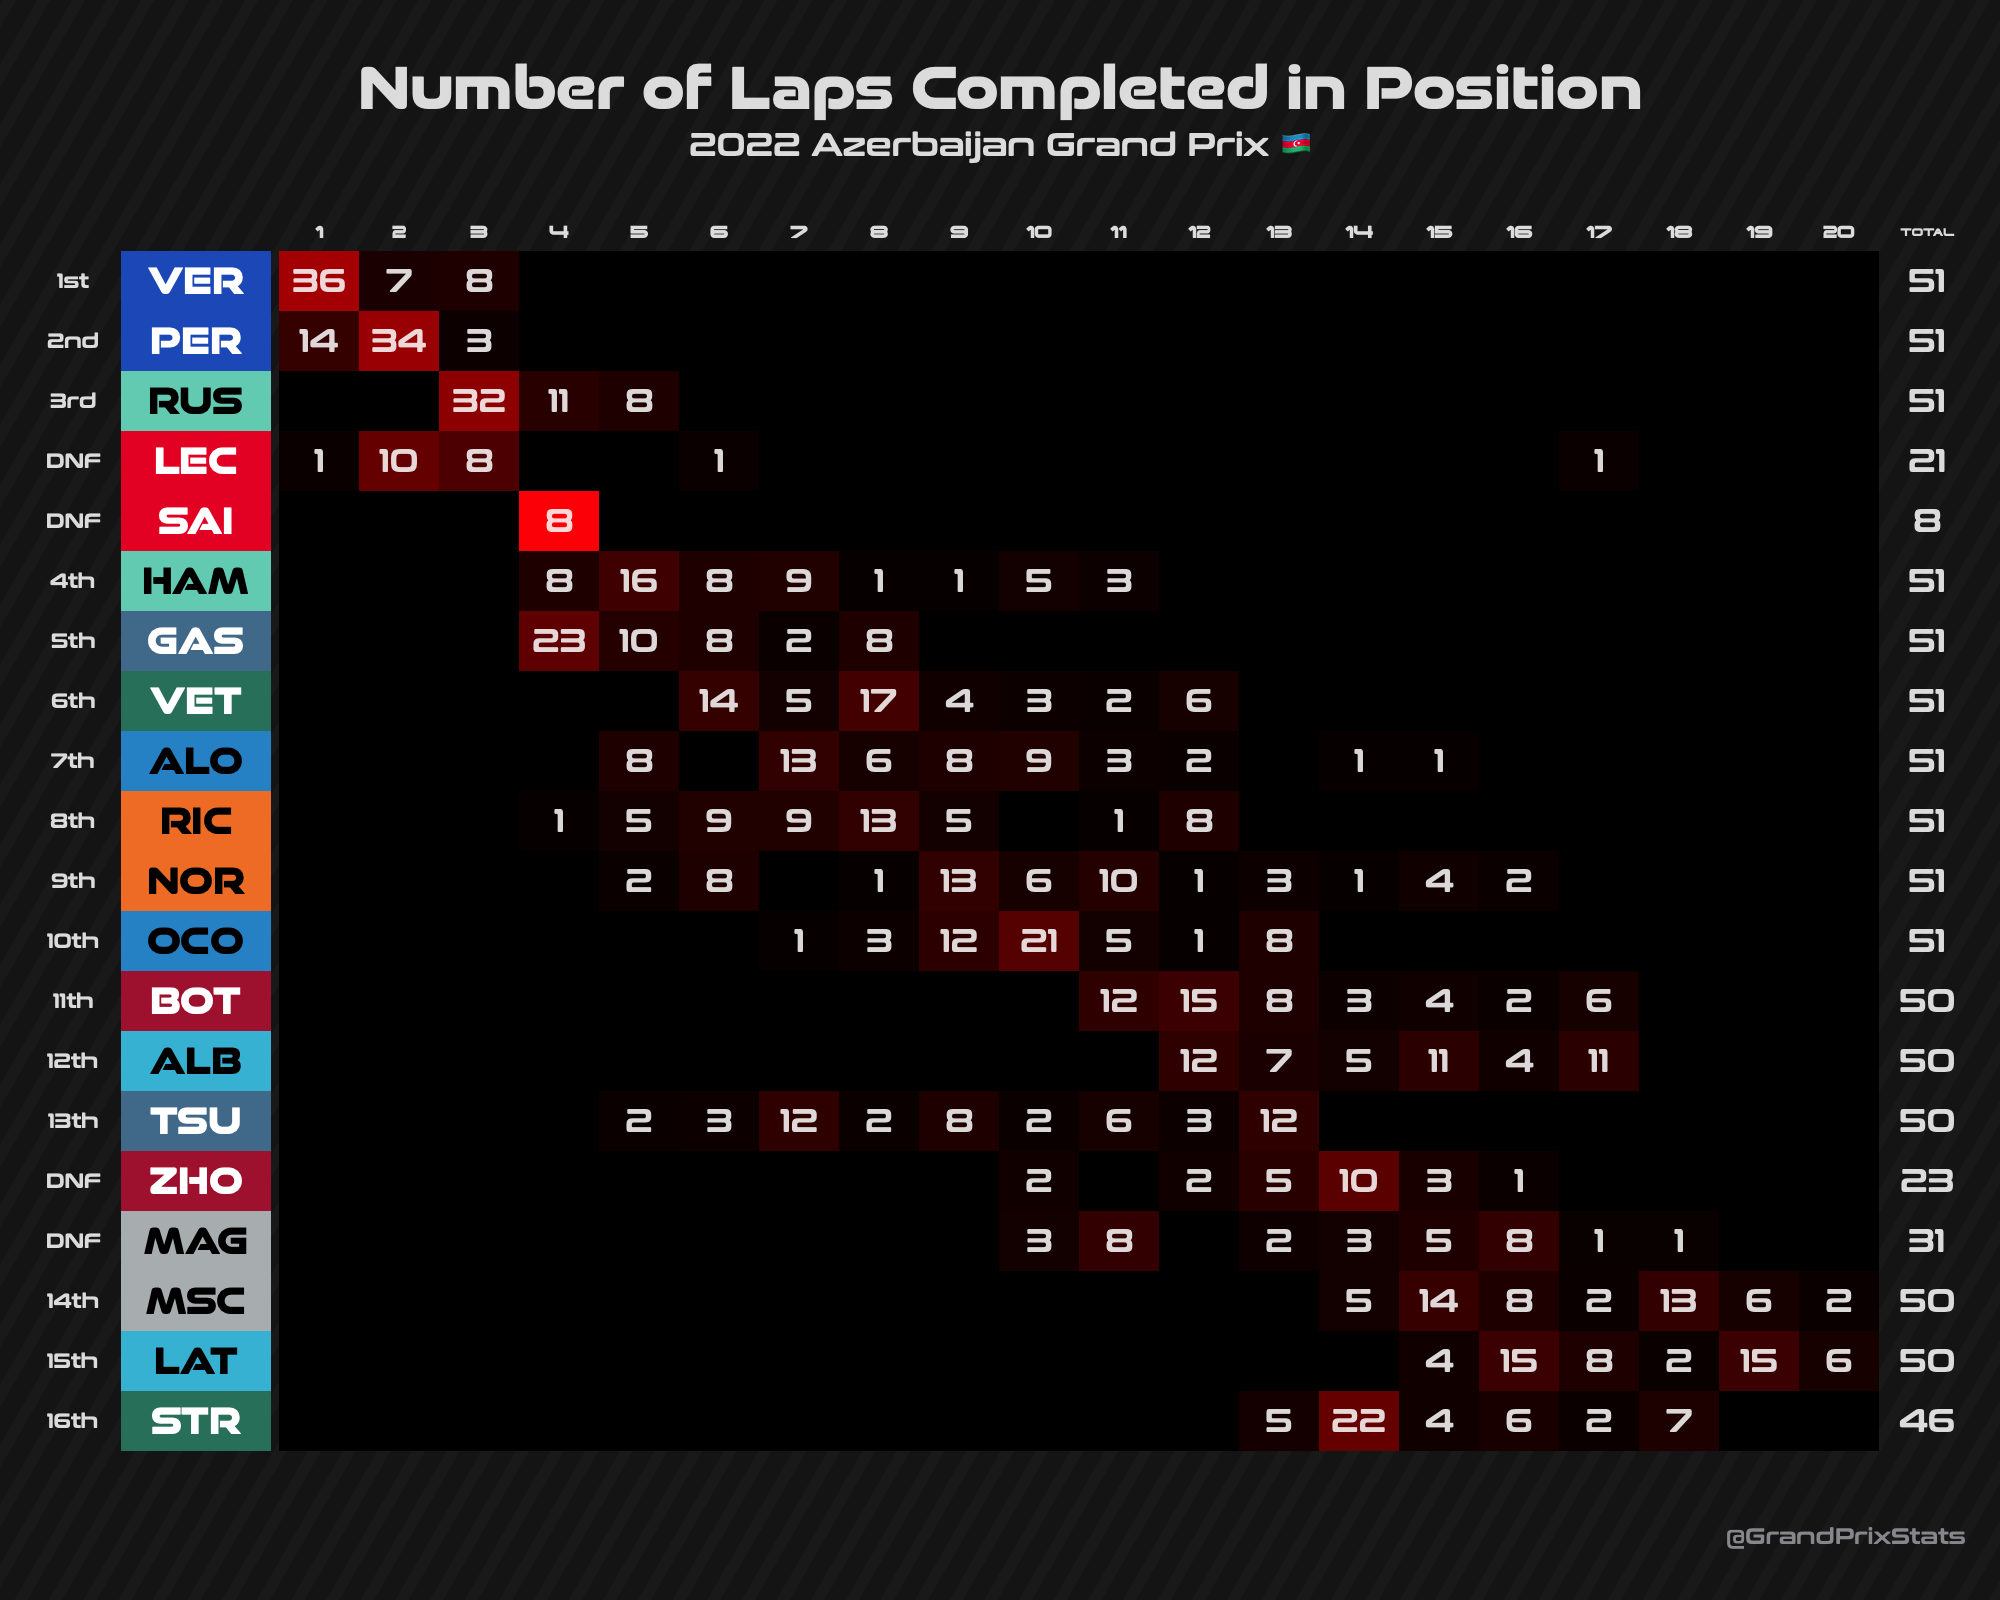 Number of Laps Completed in Position
2022 Azerbaijan Grand Prix
1 2 3 4 5 6 7 8 9 10 11 12 13 14 15 16 17 18 19 20 TOTAL
1st VER 36 7 8 51
2nd PER 14 34 3 51
3rd RUS 32 11 8 51
DNF LEC 1 10 8 1 1 21
DNF SAI 8 8
4th HAM 8 16 8 9 1 1 5 3 51
5th GAS 23 10 8 2 8 51
6th VET 14 5 17 4 3 2 6 51
7th ALO 8 13 6 8 9 3 2 1 1 51
8th RIC 1 5 9 9 13 5 1 8 51
9th NOR 2 8 1 13 6 10 1 3 1 4 2 51
10th OCO 1 3 12 21 5 1 8 51
11th BOT 12 15 8 3 4 2 6 50
12th ALB 12 7 5 11 4 11 50
13th TSU 2 3 12 2 8 2 6 3 12 50
DNF ZHO 2 2 5 10 3 1 23
DNF MAG 3 8 2 3 5 8 1 1 31
14th MSC 5 14 8 2 13 6 2 50
15th LAT 4 15 8 2 15 6 50
16th STR 5 22 4 6 2 7 46
@GrandPrixStats